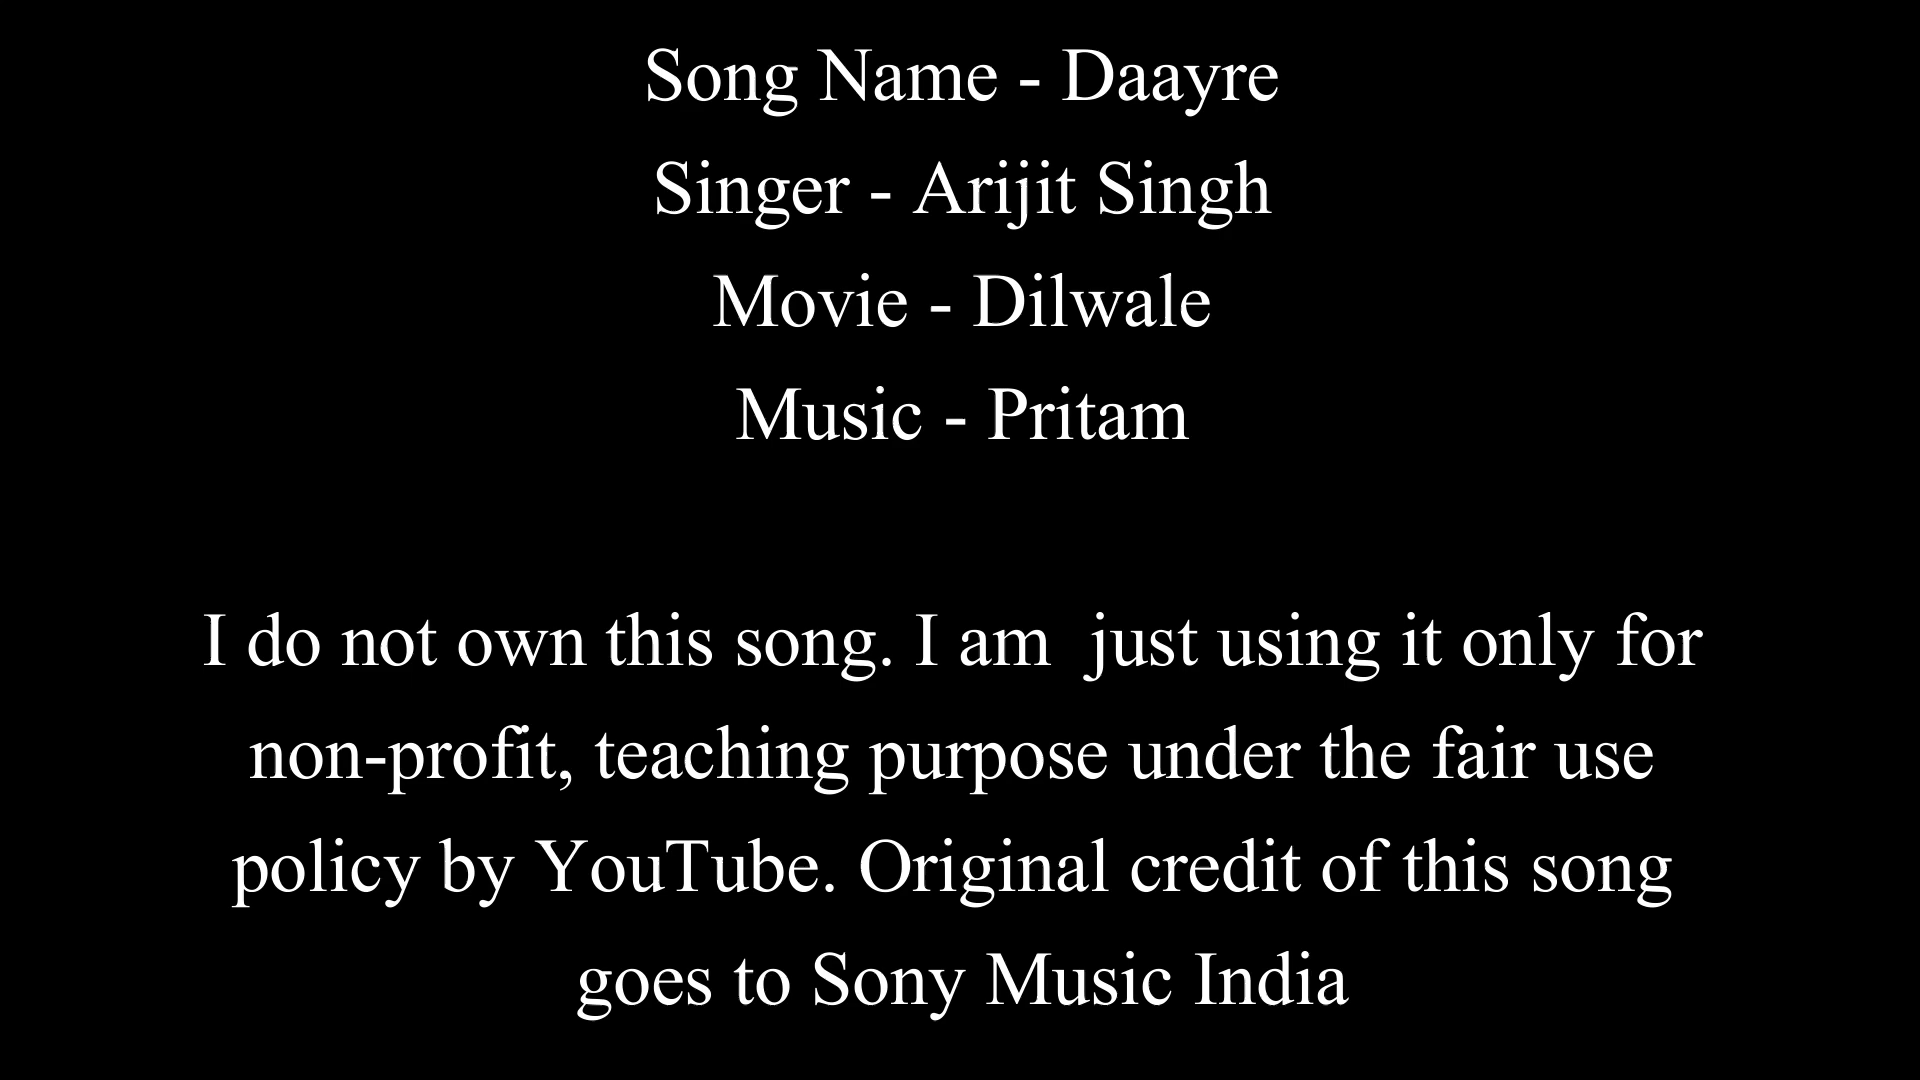 Song Name - Daayre
Singer - Arijit Singh
Movie - Dilwale
Music - Pritam
I do not own this song. I am  just using it only for
non-profit, teaching purpose under the fair use
policy by YouTube. Original credit of this song
goes to Sony Music India